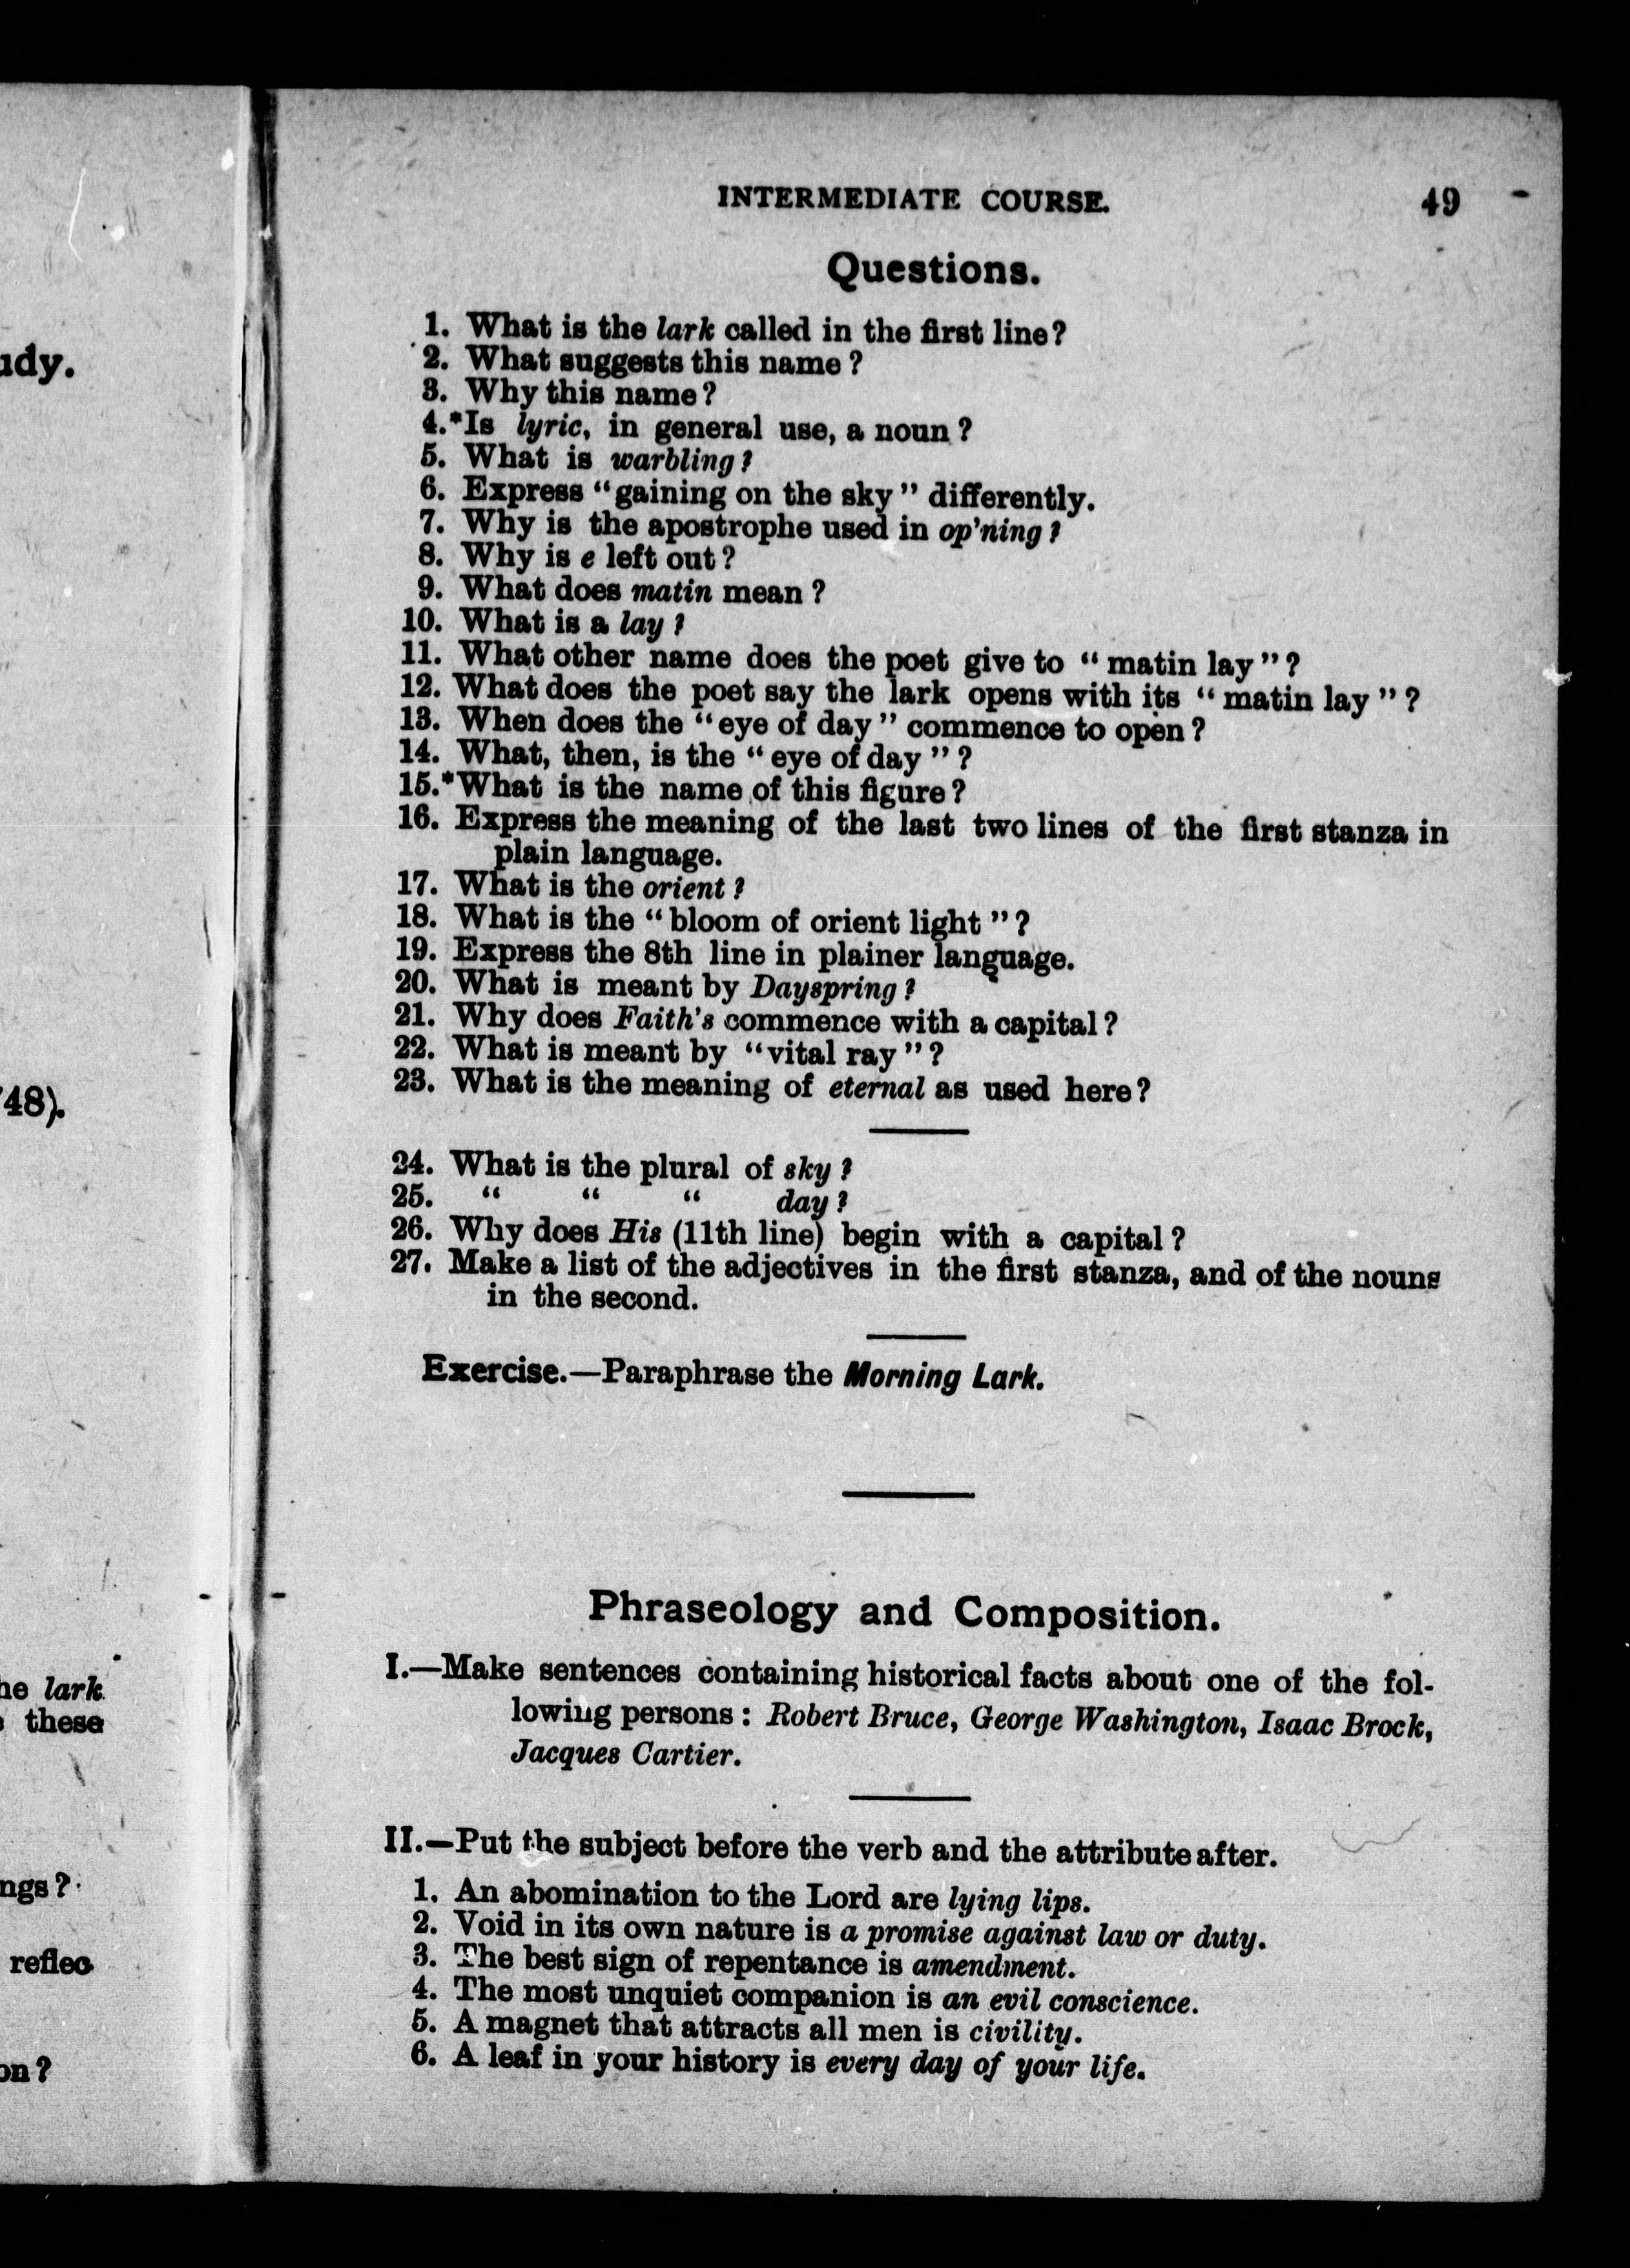 udy.
48).
he lark
these
ngs?
reflec
on?
INTERMEDIATE COURSE. 49
Questions.
1. What is the lark called in the first line?
2. What suggests this name?
3. Why this name?
4.*Is lyric, in general use, a noun?
5. What is warbling?
6. Express "gaining on the sky" differently.
7. Why is the apostrophe used in op'ning?
8. Why is e left out?
9. What does matin mean?
10. What is a lay?
11. What other name does the poet give to "matin lay"?
12. What does the poet say the lark opens with its "matin lay"?
13. When does the "eye of day" commence to open?
14. What, then, is the "eye of day"?
15.*What is the name of this figure?
16. Express the meaning of the last two lines of the first stanza in
plain language.
17. What is the orient?
18. What is the "bloom of orient light"?
19. Express the 8th line in plainer language.
20. What is meant by Dayspring?
21. Why does Faith's commence with a capital?
22. What is meant by "vital ray"?
23. What is the meaning of eternal as used here?
24. What is the plural of sky?
25. " " " day?
26. Why does His (11th line) begin with a capital?
27. Make a list of the adjectives in the first stanza, and of the nouns
in the second.
Exercise.—Paraphrase the Morning Lark.
Phraseology and Composition.
I.—Make sentences containing historical facts about one of the fol-
lowing persons: Robert Bruce, George Washington, Isaac Brock,
Jacques Cartier.
II.—Put the subject before the verb and the attribute after.
1. An abomination to the Lord are lying lips.
2. Void in its own nature is a promise against law or duty.
3. The best sign of repentance is amendment.
4. The most unquiet companion is an evil conscience.
5. A magnet that attracts all men is civility.
6. A leaf in your history is every day of your life.